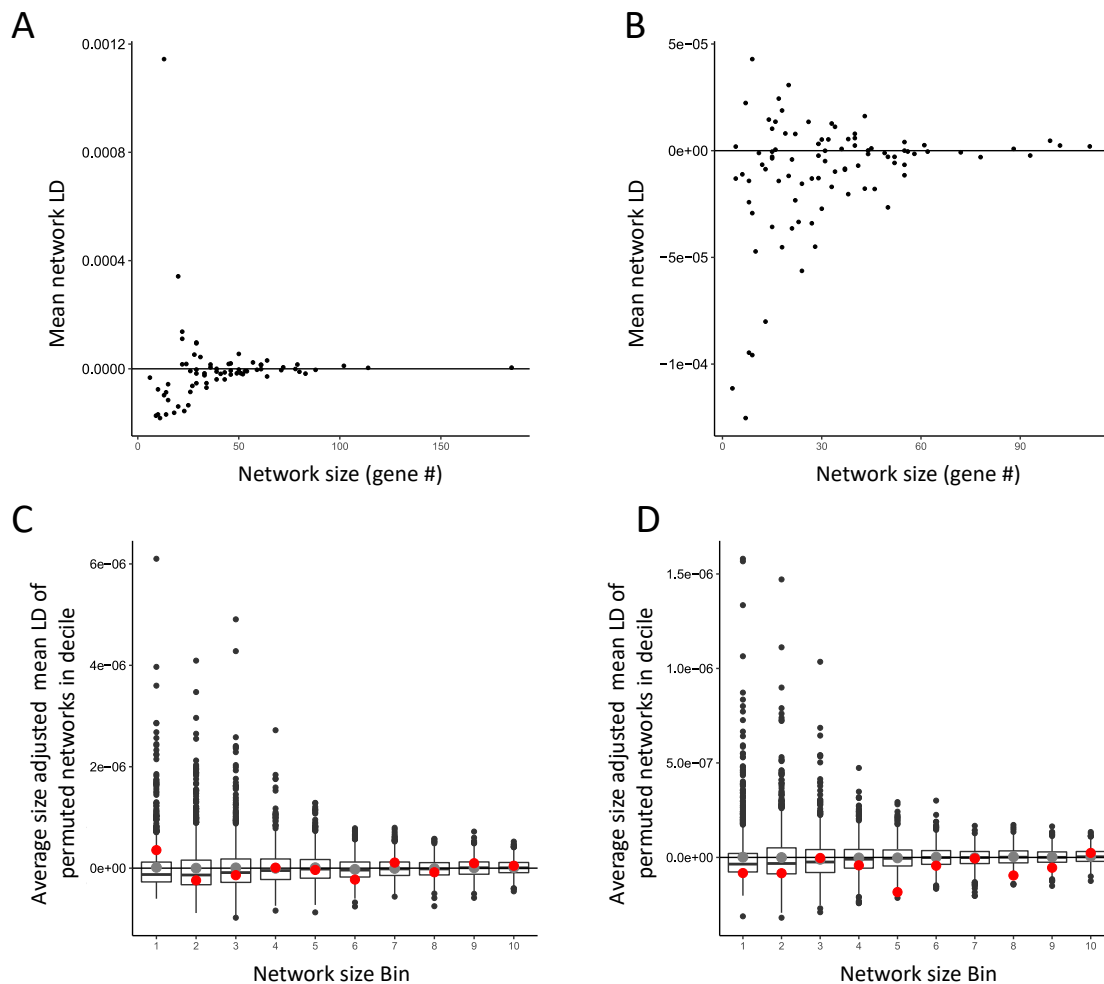 A
0.0012
0.0008
0.0004
0.0000
Mean network LD
0
50
100
150
Network size (gene #)
B
5e−05
0e+00
−5e−05
−1e−04
Mean network LD
0
30
60
90
Network size (gene #)
C
6e−06
4e−06
2e−06
0e+00
Average size adjusted mean LD of
permuted networks in decile
1 2 3 4 5 6 7 8 9 10
Network size Bin
D
1.5e−06
1.0e−06
5.0e−07
0.0e+00
Average size adjusted mean LD of
permuted networks in decile
1 2 3 4 5 6 7 8 9 10
Network size Bin